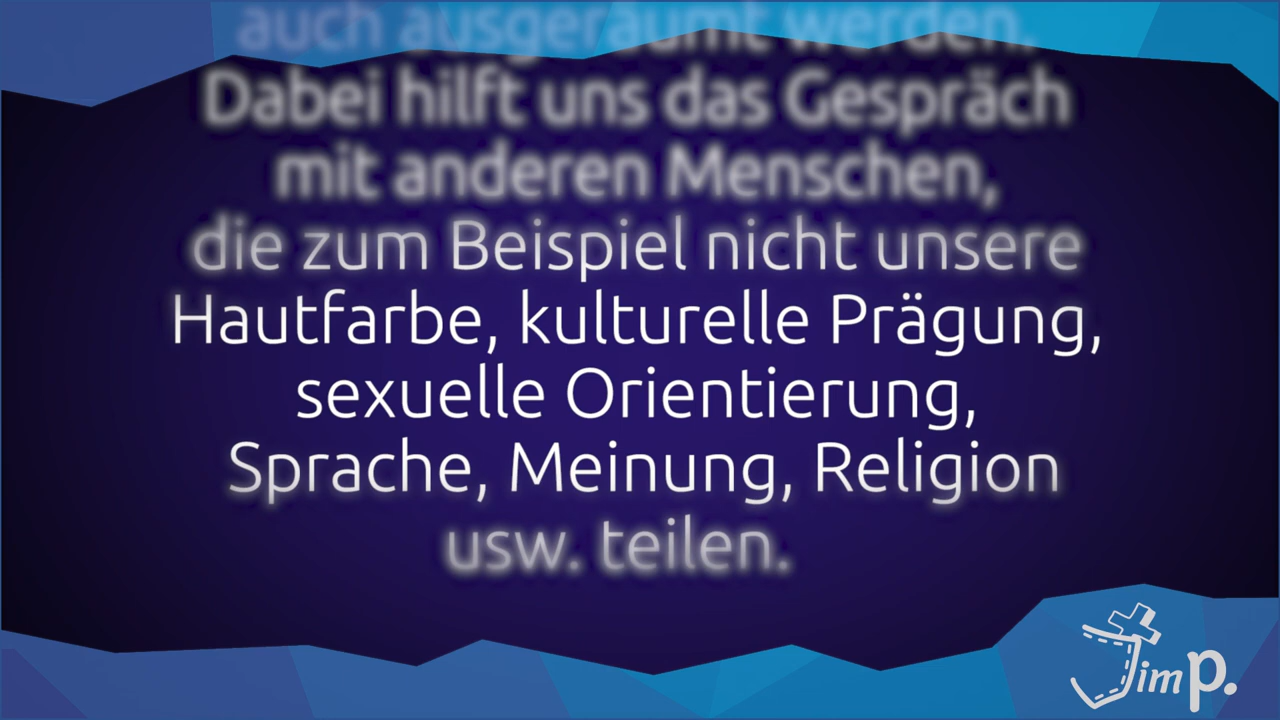 auch ausgeräumt werden.
Dabei hilft uns das Gespräch
mit anderen Menschen,
die zum Beispiel nicht unsere
Hautfarbe, kulturelle Prägung,
sexuelle Orientierung,
Sprache, Meinung, Religion
usw. teilen.
Jim P.